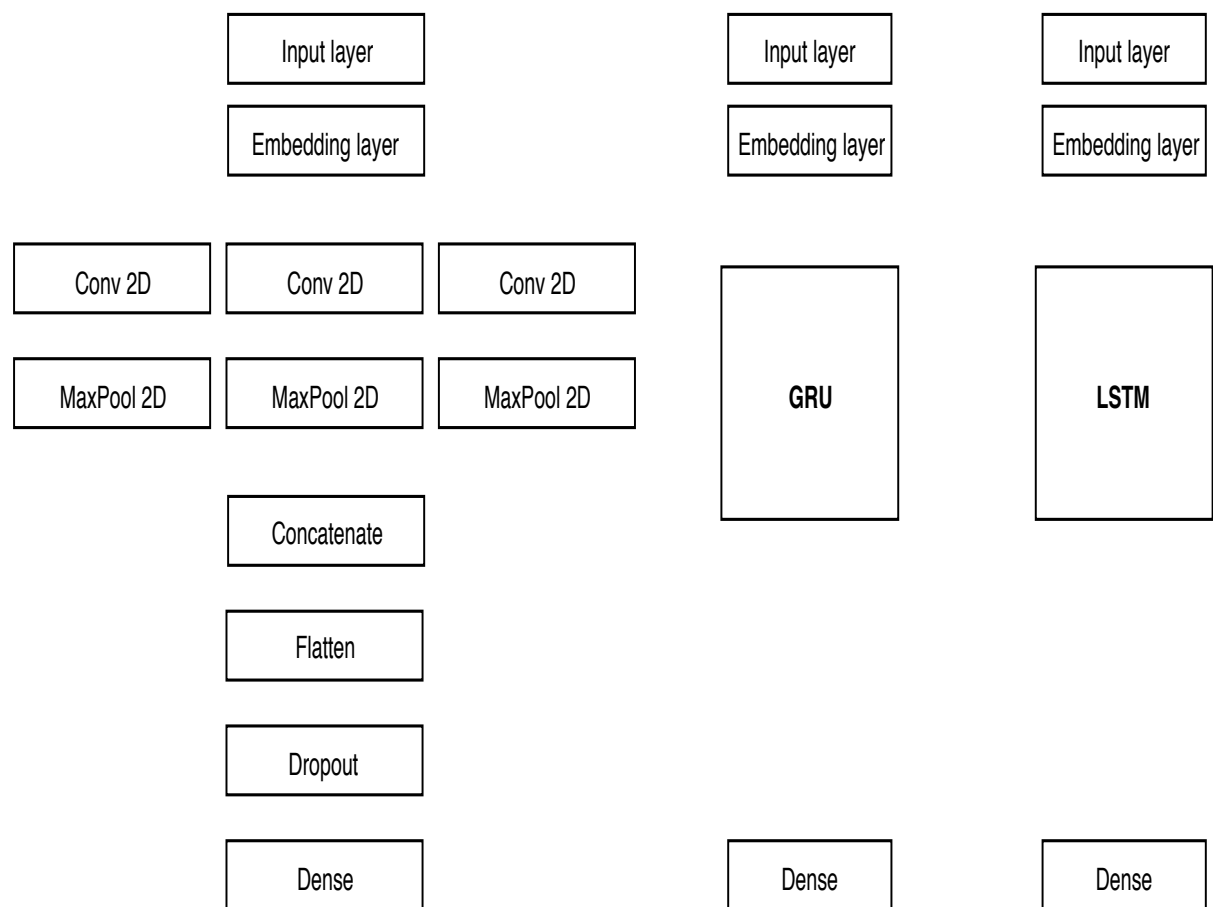 Input layer
Input layer
Input layer
Embedding layer
Embedding layer
Embedding layer
Conv 2D
Conv 2D
Conv 2D
MaxPool 2D
MaxPool 2D
MaxPool 2D
GRU
LSTM
Concatenate
Flatten
Dropout
Dense
Dense
Dense